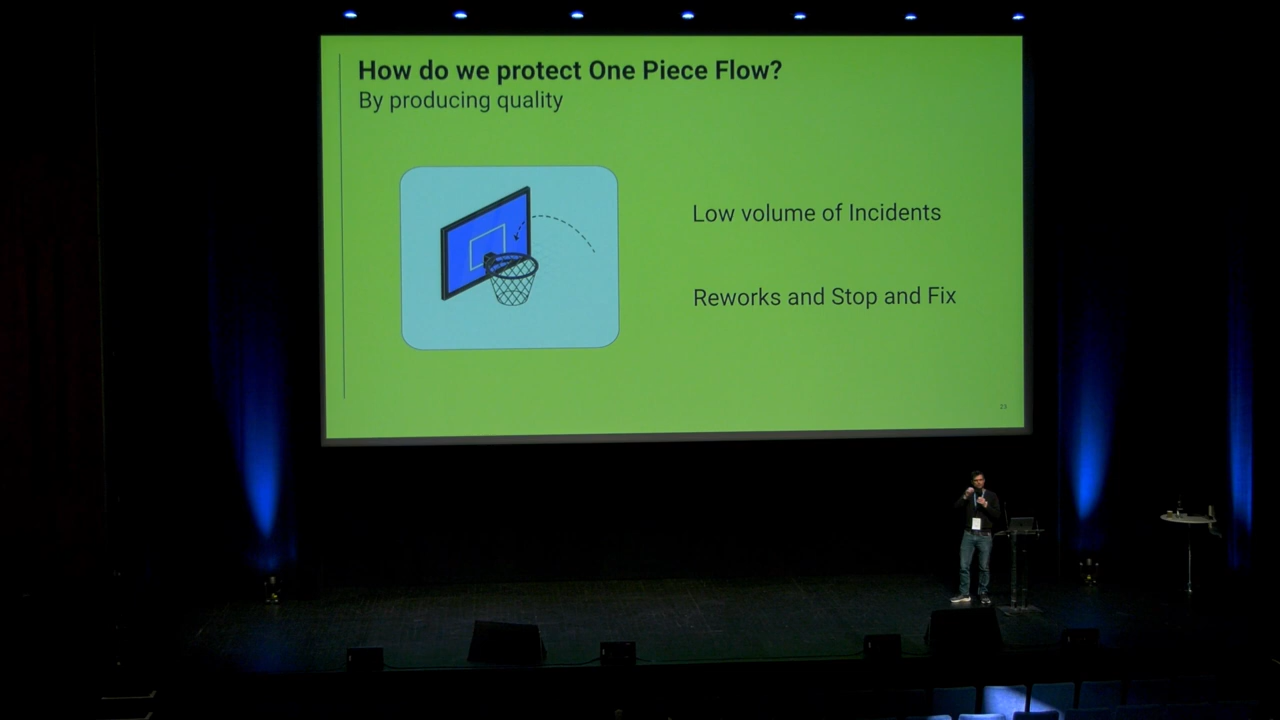 How do we protect One Piece Flow?
By producing quality
Low volume of Incidents
Reworks and Stop and Fix
23